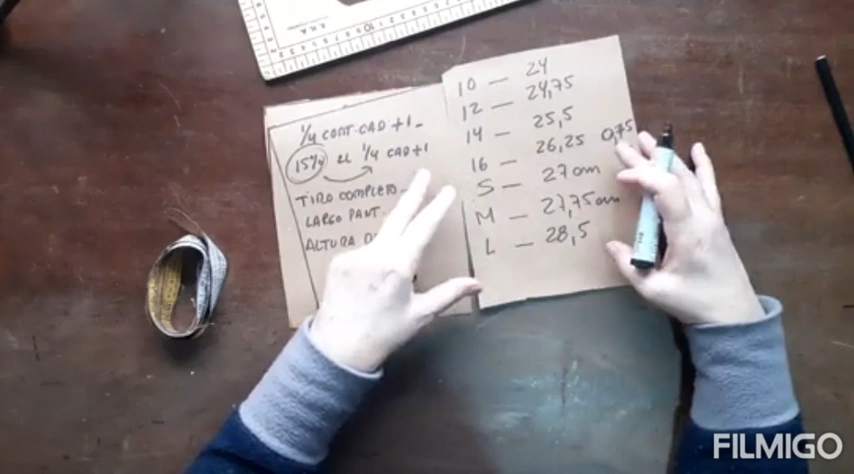 1/4 CONT. CAD + 1 -
15% EL 1/4 CAD + 1
TIRO COMPLETO -
LARGO PANT.
ALTURA
10 — 24
12 — 24,75
14 — 25,5
16 — 26,25 0,75
S — 27 cm
M — 27,75 cm
L — 28,5
FILMIGO